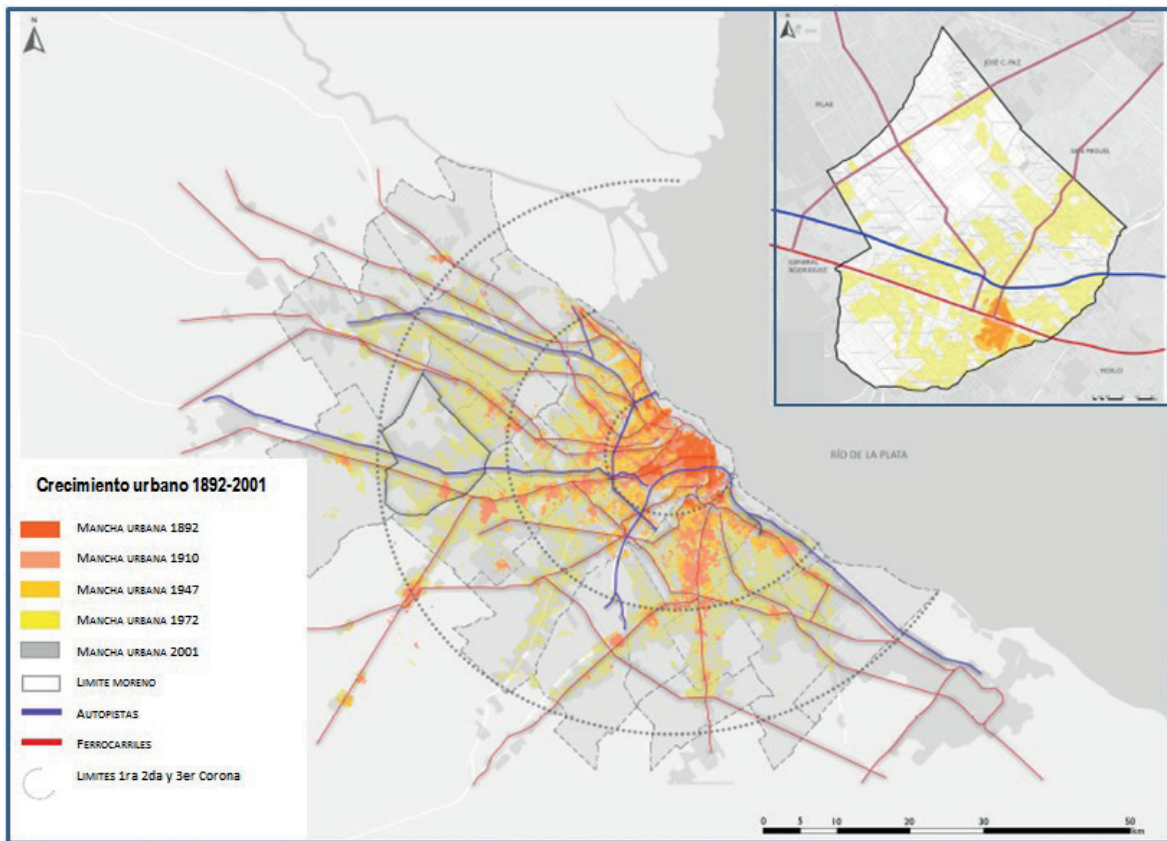 N
JOSÉ C. PAZ
PILAR
SAN MIGUEL
GENERAL
RODRIGUEZ
MERLO
RÍO DE LA PLATA
Crecimiento urbano 1892-2001
MANCHA URBANA 1892
MANCHA URBANA 1910
MANCHA URBANA 1947
MANCHA URBANA 1972
MANCHA URBANA 2001
LIMITE MORENO
AUTOPISTAS
FERROCARRILES
LIMITES 1ra 2da y 3er Corona
0 5 10 20 30 50
km